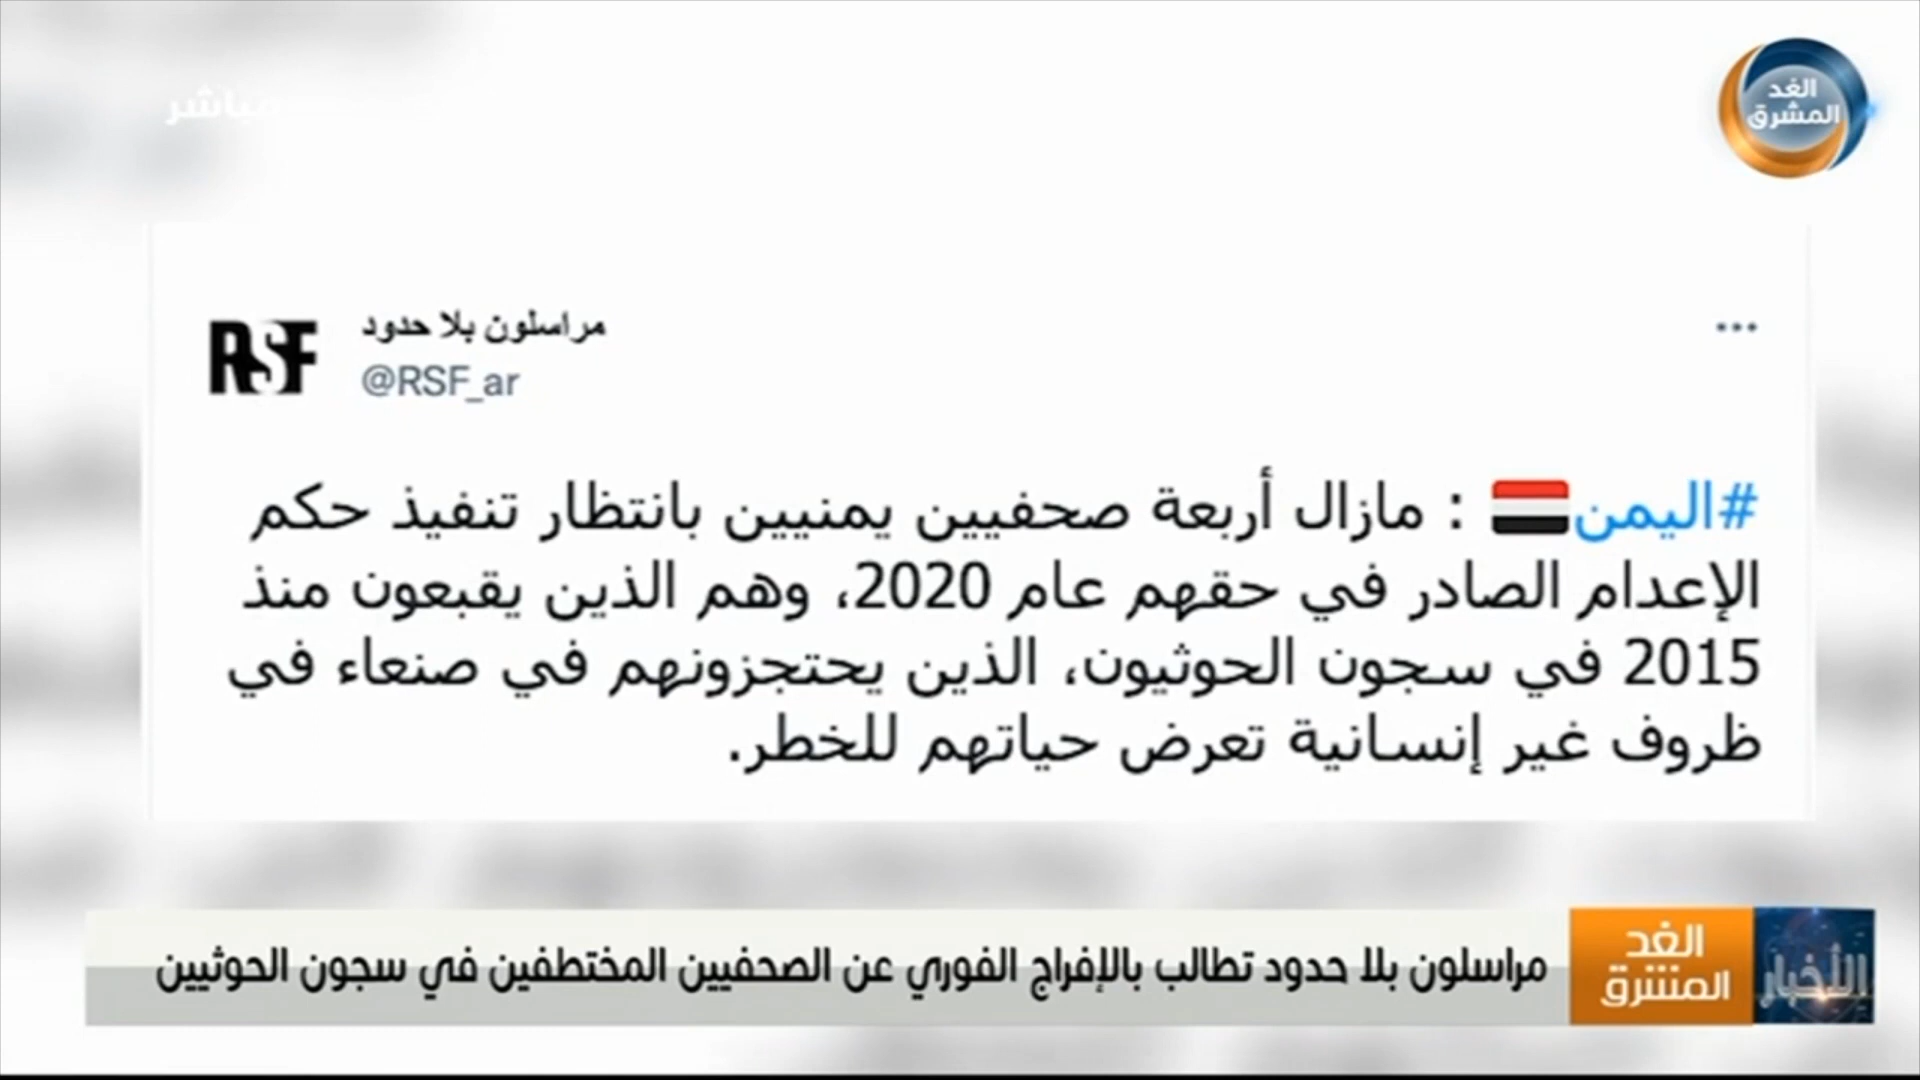 مباشر
الغد
المشرق
مراسلون بلا حدود
RSF
@RSF_ar
#اليمن : مازال أربعة صحفيين يمنيين بانتظار تنفيذ حكم
الإعدام الصادر في حقهم عام 2020، وهم الذين يقبعون منذ
2015 في سجون الحوثيون، الذين يحتجزونهم في صنعاء في
ظروف غير إنسانية تعرض حياتهم للخطر.
الأخبار
الغد
المشرق
مراسلون بلا حدود تطالب بالإفراج الفوري عن الصحفيين المختطفين في سجون الحوثيين